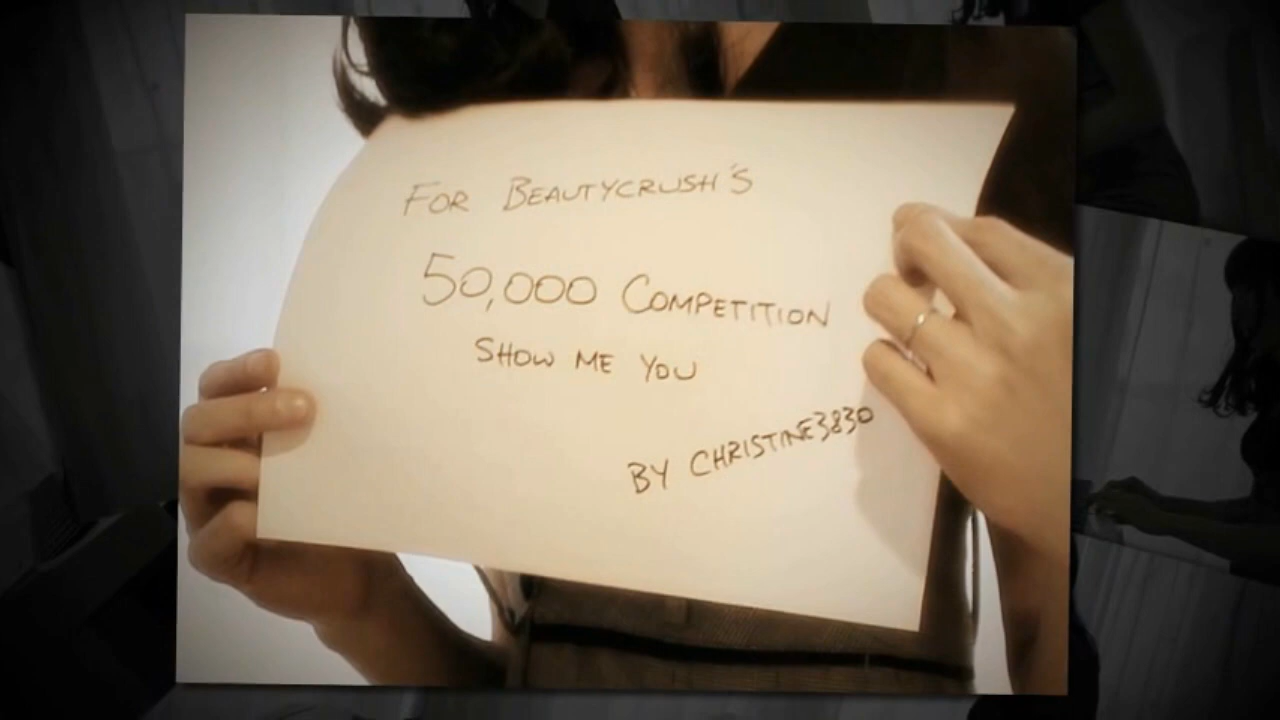 FOR BEAUTYCRUSH'S
50,000 COMPETITION
SHOW ME YOU
BY CHRISTINE3830